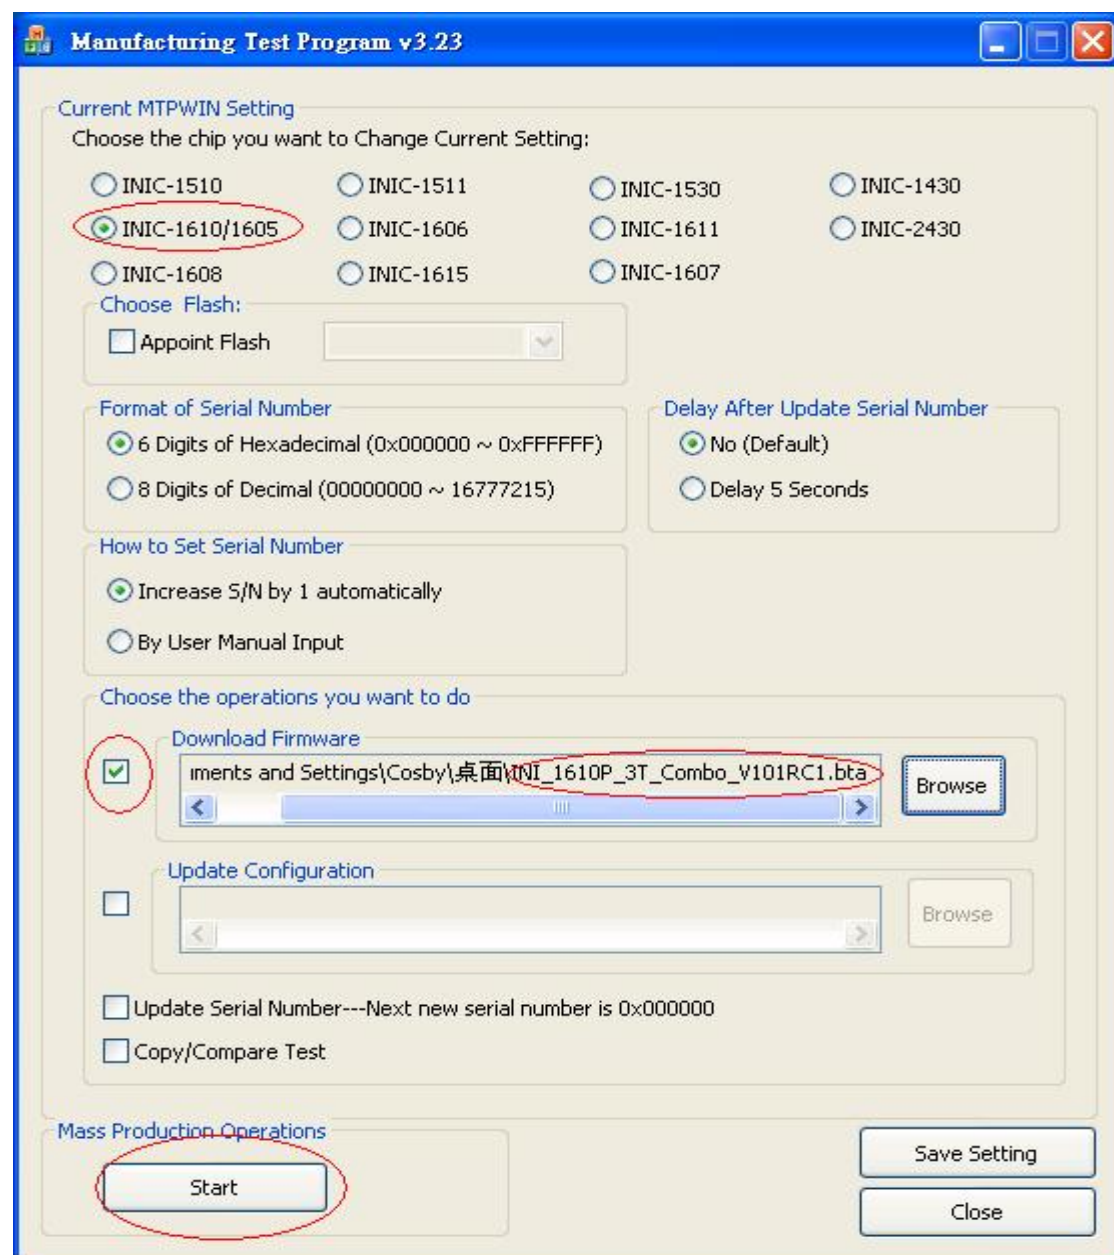 Manufacturing Test Program v3.23
Current MTPWIN Setting
Choose the chip you want to Change Current Setting:
INIC-1510 INIC-1511 INIC-1530 INIC-1430
INIC-1610/1605 INIC-1606 INIC-1611 INIC-2430
INIC-1608 INIC-1615 INIC-1607
Choose Flash:
Appoint Flash
Format of Serial Number
6 Digits of Hexadecimal (0x000000 ~ 0xFFFFFF)
8 Digits of Decimal (00000000 ~ 16777215)
Delay After Update Serial Number
No (Default)
Delay 5 Seconds
How to Set Serial Number
Increase S/N by 1 automatically
By User Manual Input
Choose the operations you want to do
Download Firmware
iments and Settings\Cosby\桌面\INI_1610P_3T_Combo_V101RC1.bta
Browse
Update Configuration
Browse
Update Serial Number---Next new serial number is 0x000000
Copy/Compare Test
Mass Production Operations
Start
Save Setting
Close